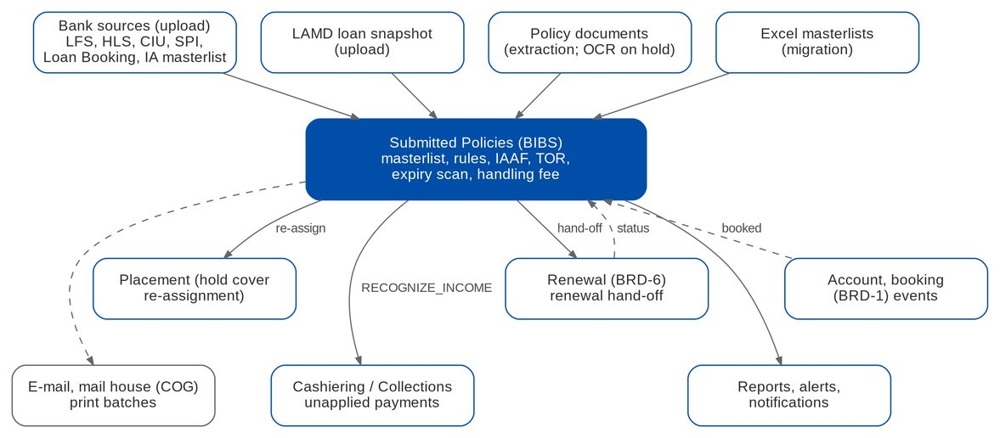 Bank sources (upload)
LFS, HLS, CIU, SPI,
Loan Booking, IA masterlist
LAMD loan snapshot
(upload)
Policy documents
(extraction; OCR on hold)
Excel masterlists
(migration)
Submitted Policies (BIBS)
masterlist, rules, IAAF, TOR,
expiry scan, handling fee
re-assign
hand-off
status
booked
Placement (hold cover
re-assignment)
RECOGNIZE_INCOME
Renewal (BRD-6)
renewal hand-off
Account, booking
(BRD-1) events
E-mail, mail house (COG)
print batches
Cashiering / Collections
unapplied payments
Reports, alerts,
notifications